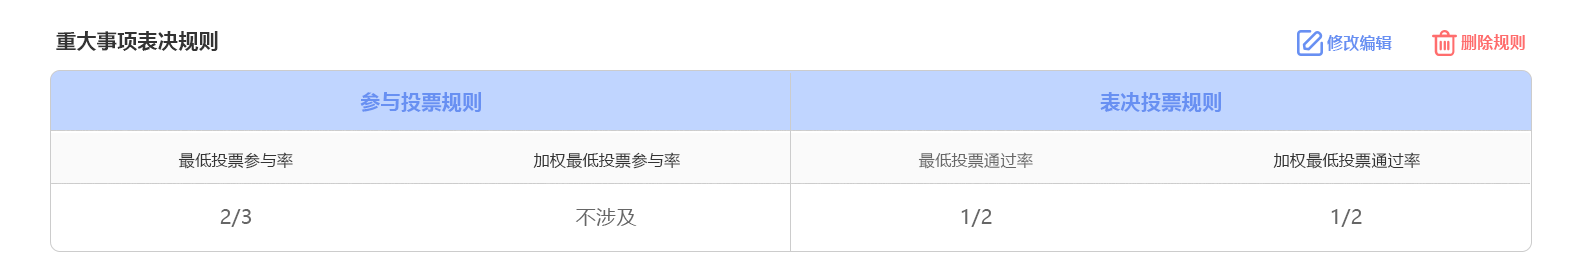 重大事项表决规则
修改编辑
删除规则
参与投票规则
表决投票规则
最低投票参与率
加权最低投票参与率
最低投票通过率
加权最低投票通过率
2/3
不涉及
1/2
1/2